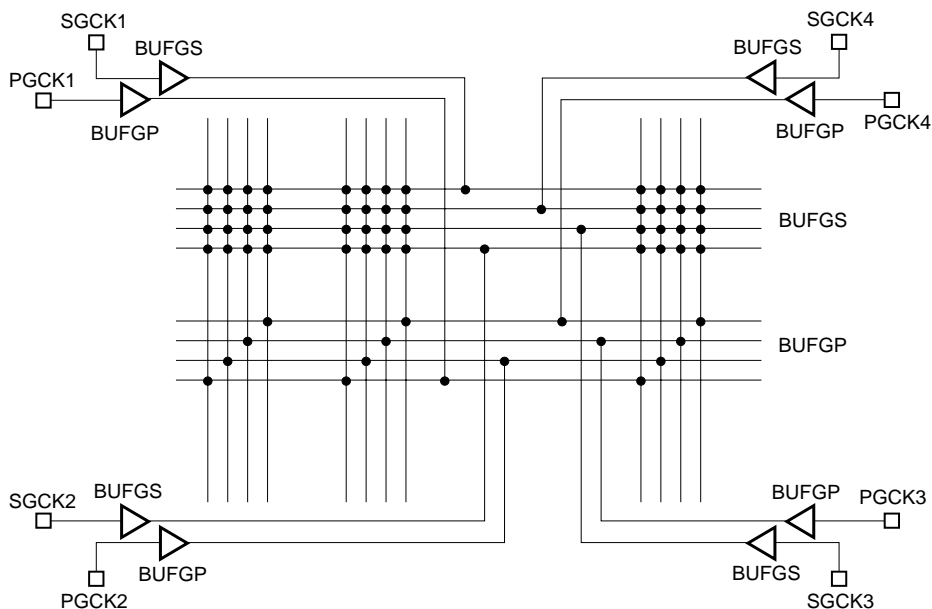 SGCK1
SGCK4
BUFGS
BUFGS
PGCK1
BUFGP
BUFGP
PGCK4
BUFGS
BUFGP
SGCK2
BUFGS
BUFGP
PGCK3
BUFGP
BUFGS
PGCK2
SGCK3